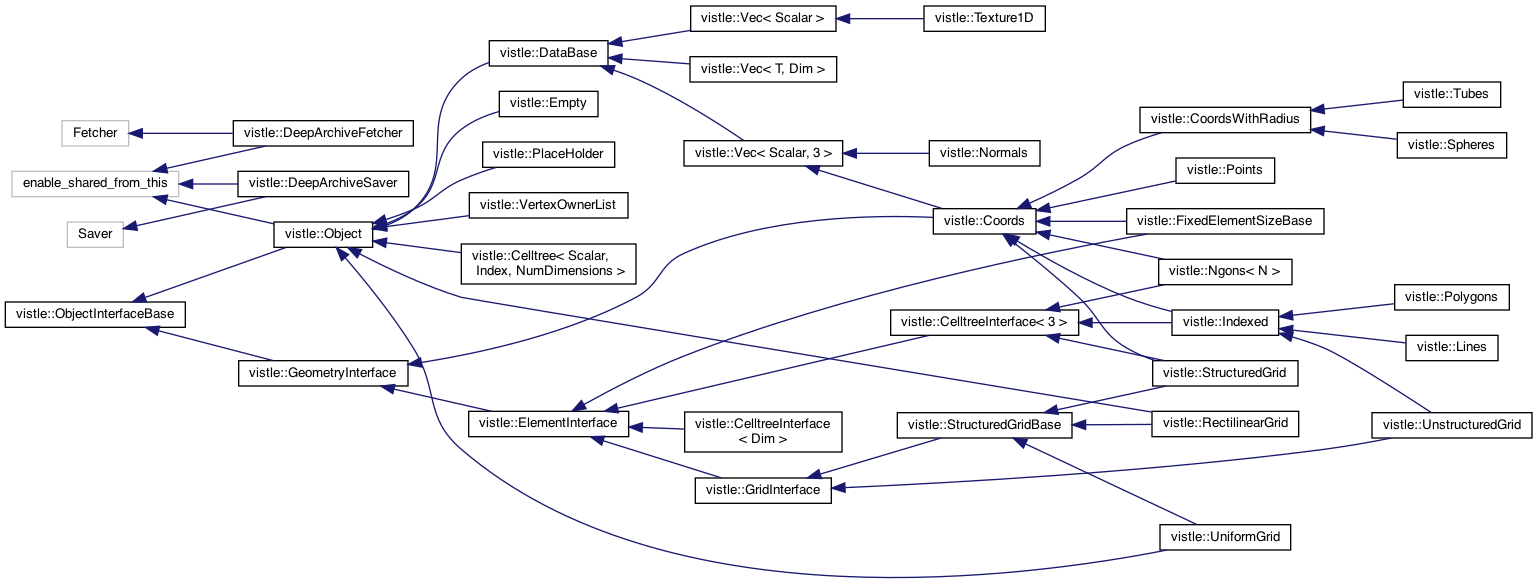 vistle::Vec< Scalar >
vistle::Texture1D
vistle::DataBase
vistle::Vec< T, Dim >
vistle::Empty
vistle::Tubes
vistle::CoordsWithRadius
Fetcher
vistle::DeepArchiveFetcher
vistle::Spheres
vistle::PlaceHolder
vistle::Vec< Scalar, 3 >
vistle::Normals
vistle::Points
enable_shared_from_this
vistle::DeepArchiveSaver
vistle::VertexOwnerList
vistle::Coords
vistle::FixedElementSizeBase
Saver
vistle::Object
vistle::Celltree< Scalar,
Index, NumDimensions >
vistle::Ngons< N >
vistle::Polygons
vistle::ObjectInterfaceBase
vistle::CelltreeInterface< 3 >
vistle::Indexed
vistle::Lines
vistle::GeometryInterface
vistle::StructuredGrid
vistle::ElementInterface
vistle::CelltreeInterface
< Dim >
vistle::StructuredGridBase
vistle::RectilinearGrid
vistle::UnstructuredGrid
vistle::GridInterface
vistle::UniformGrid